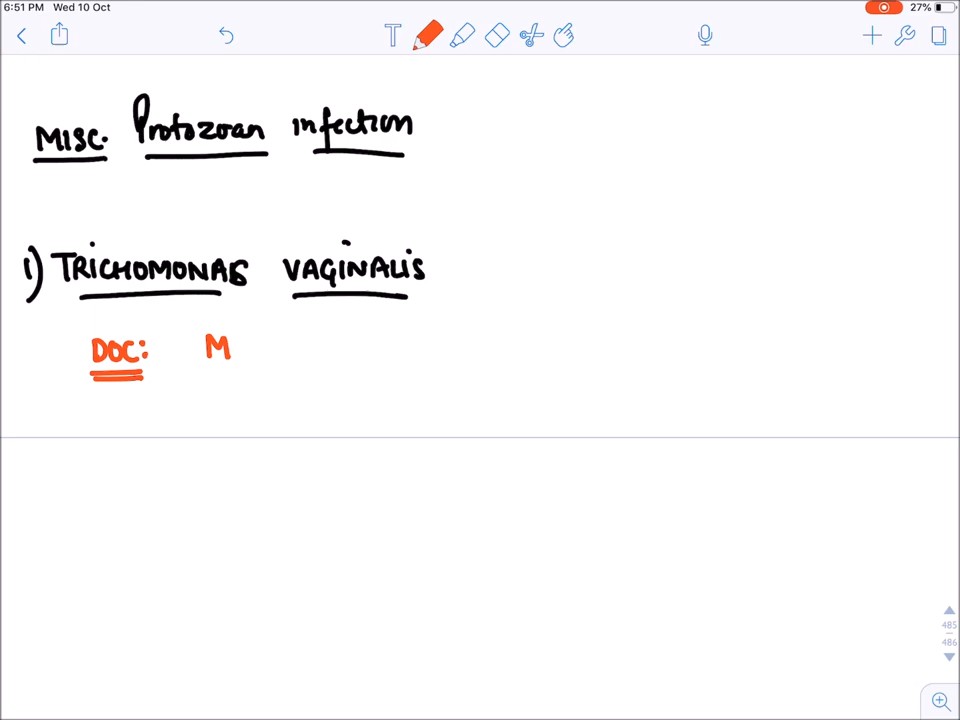 6:51 PM Wed 10 Oct 27%
T
MISC. Protozoan infection
1) TRICHOMONAS VAGINALIS
DOC: M
485
486